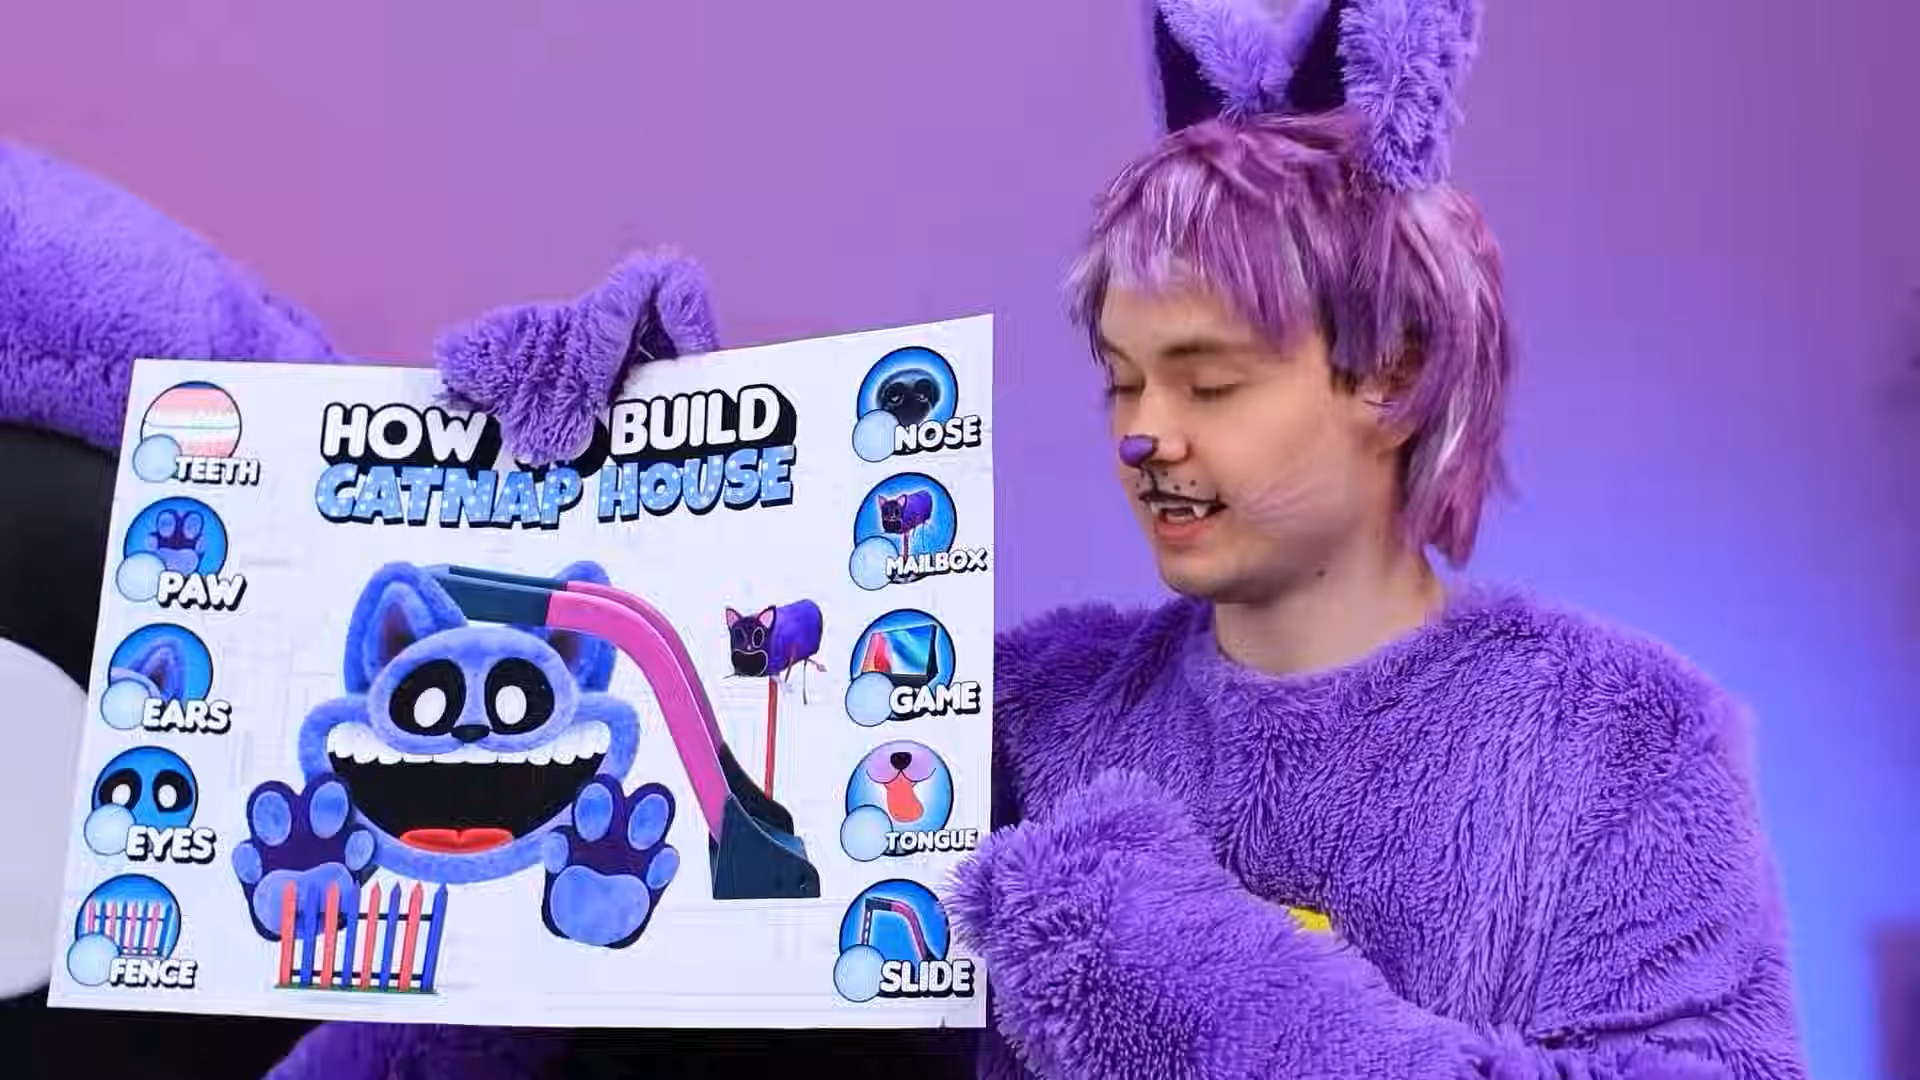 HOW BUILD
CATNAP HOUSE
TEETH
PAW
EARS
EYES
FENCE
NOSE
MAILBOX
GAME
TONGUE
SLIDE